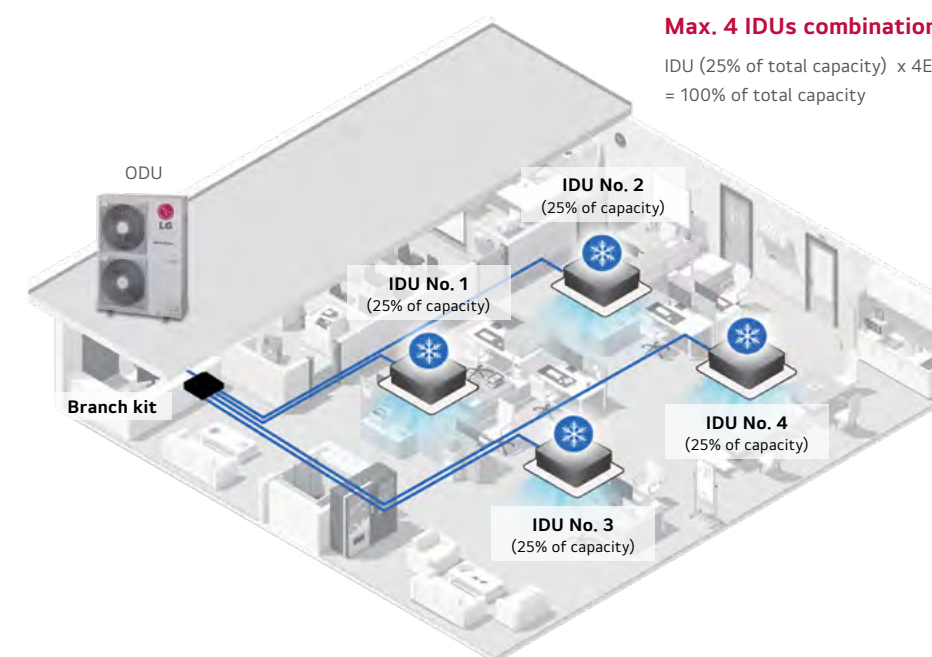 Max. 4 IDUs combination
IDU (25% of total capacity) x 4E
= 100% of total capacity
ODU
LG
IDU No. 2
(25% of capacity)
IDU No. 1
(25% of capacity)
Branch kit
IDU No. 4
(25% of capacity)
IDU No. 3
(25% of capacity)